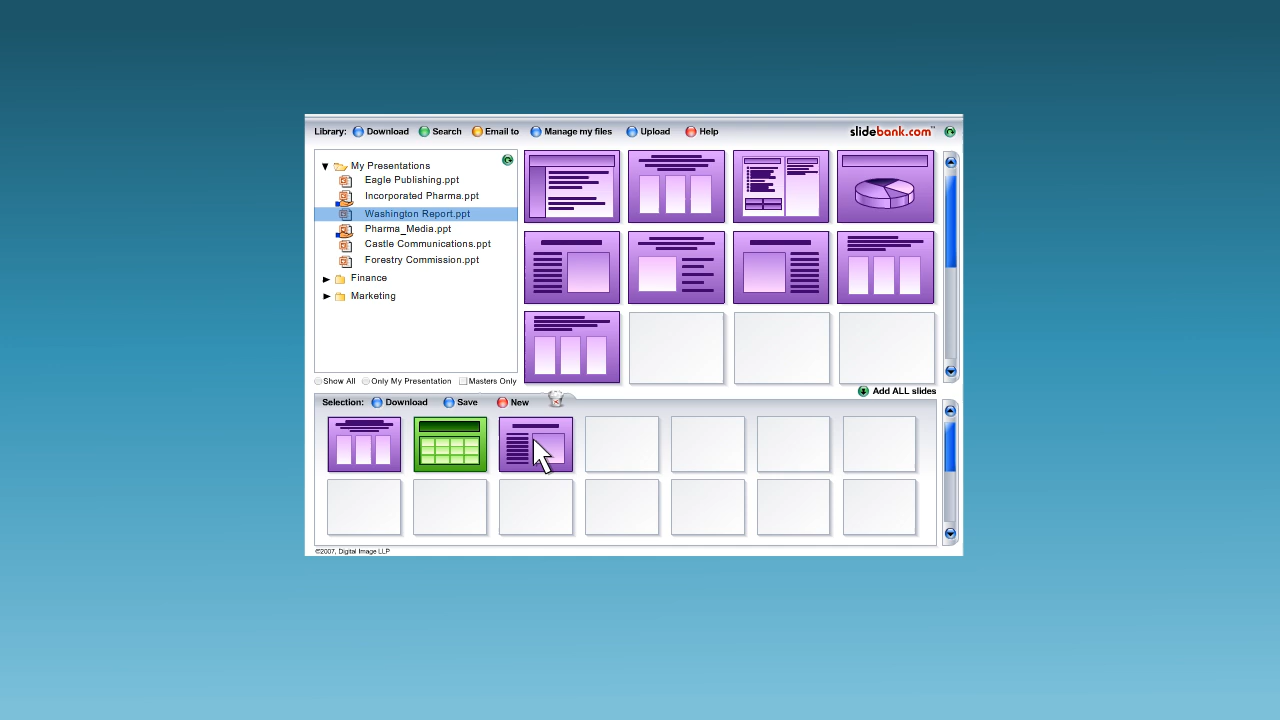 Library: Download Search Email to Manage my files Upload Help slidebank.com™
My Presentations
Eagle Publishing.ppt
Incorporated Pharma.ppt
Washington Report.ppt
Pharma_Media.ppt
Castle Communications.ppt
Forestry Commission.ppt
Finance
Marketing
Show All Only My Presentation Masters Only
Add ALL slides
Selection: Download Save New
©2007, Digital Image LLP